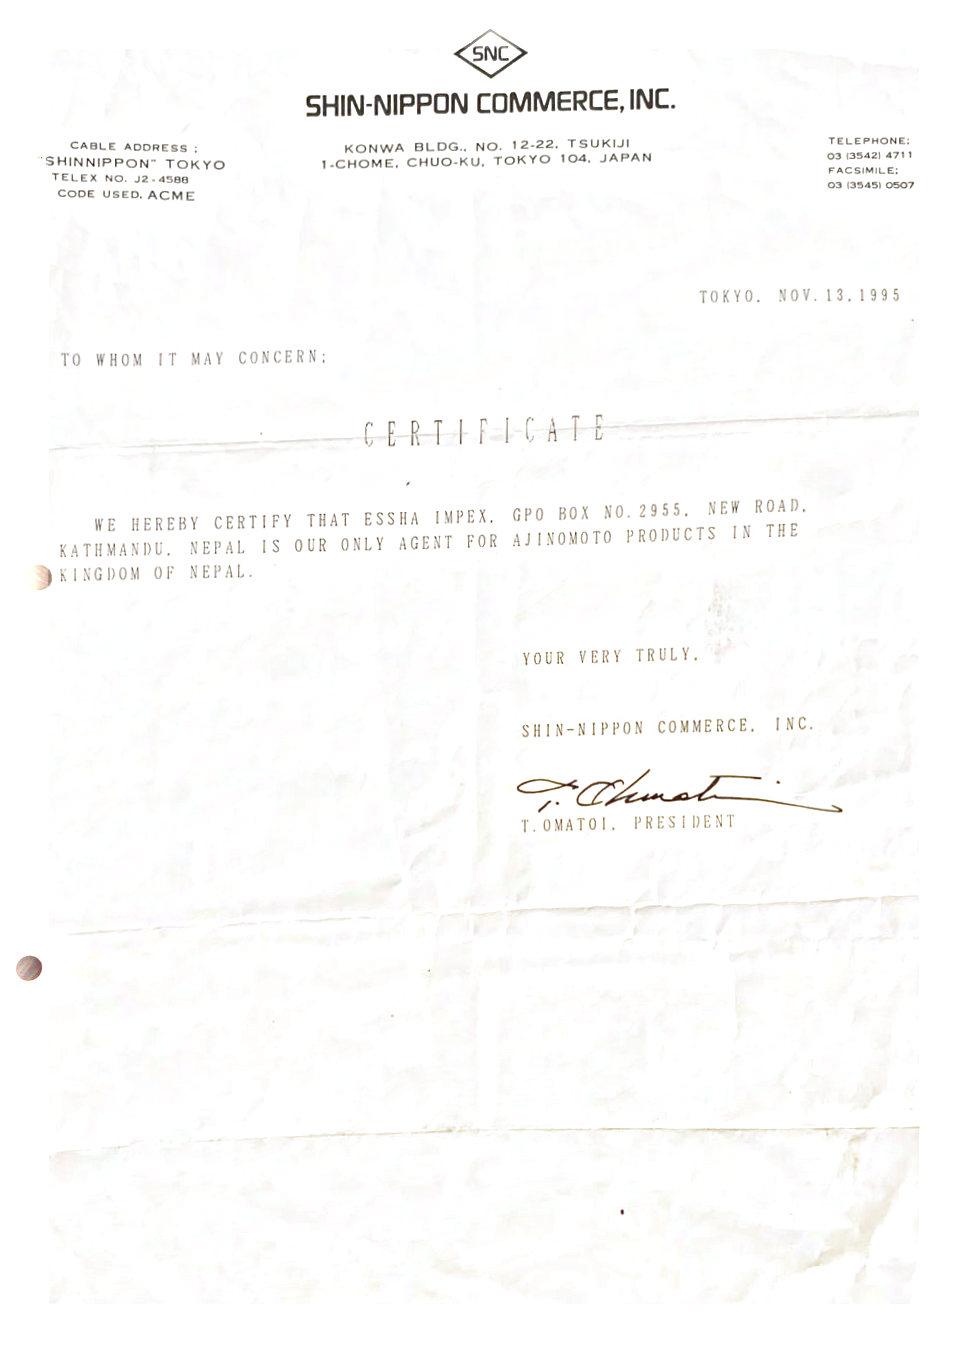 SNC
SHIN-NIPPON COMMERCE, INC.
CABLE ADDRESS :
"SHINNIPPON" TOKYO
TELEX NO. J2-4588
CODE USED. ACME
KONWA BLDG., NO. 12-22, TSUKIJI
1-CHOME, CHUO-KU, TOKYO 104, JAPAN
TELEPHONE:
03 (3542) 4711
FACSIMILE:
03 (3545) 0507
TOKYO, NOV.13,1995
TO WHOM IT MAY CONCERN;
CERTIFICATE
WE HEREBY CERTIFY THAT ESSHA IMPEX, GPO BOX NO.2955, NEW ROAD,
KATHMANDU, NEPAL IS OUR ONLY AGENT FOR AJINOMOTO PRODUCTS IN THE
KINGDOM OF NEPAL.
YOUR VERY TRULY,
SHIN-NIPPON COMMERCE, INC.
T. Omatoi
T.OMATOI, PRESIDENT